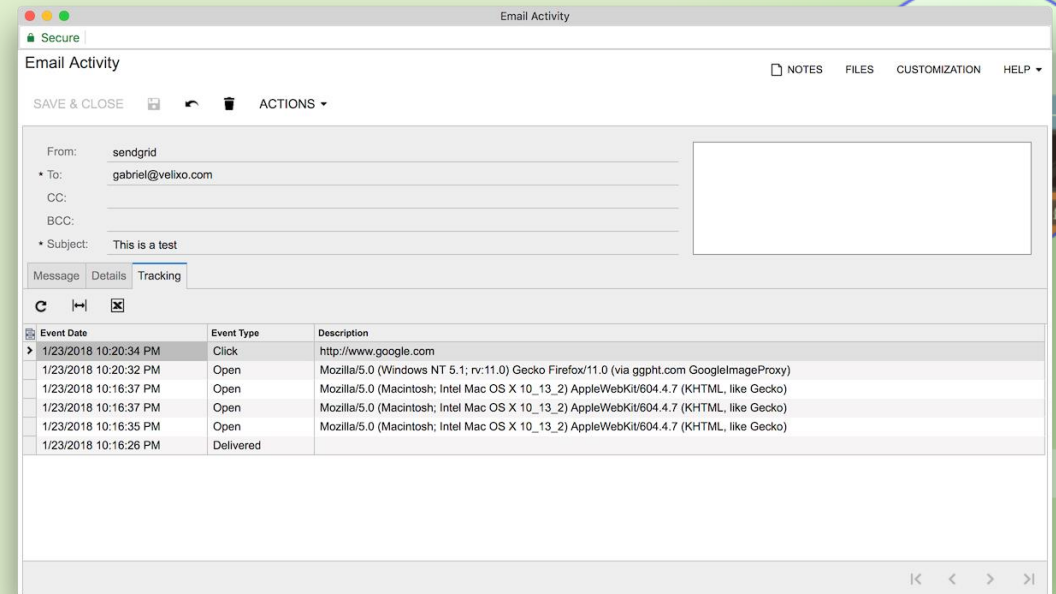 Email Activity
Secure
Email Activity
NOTES FILES CUSTOMIZATION HELP
SAVE & CLOSE ACTIONS
From: sendgrid
* To: gabriel@velixo.com
CC:
BCC:
* Subject: This is a test
Message Details Tracking
Event Date Event Type Description
1/23/2018 10:20:34 PM Click http://www.google.com
1/23/2018 10:20:32 PM Open Mozilla/5.0 (Windows NT 5.1; rv:11.0) Gecko Firefox/11.0 (via ggpht.com GoogleImageProxy)
1/23/2018 10:16:37 PM Open Mozilla/5.0 (Macintosh; Intel Mac OS X 10_13_2) AppleWebKit/604.4.7 (KHTML, like Gecko)
1/23/2018 10:16:37 PM Open Mozilla/5.0 (Macintosh; Intel Mac OS X 10_13_2) AppleWebKit/604.4.7 (KHTML, like Gecko)
1/23/2018 10:16:35 PM Open Mozilla/5.0 (Macintosh; Intel Mac OS X 10_13_2) AppleWebKit/604.4.7 (KHTML, like Gecko)
1/23/2018 10:16:26 PM Delivered